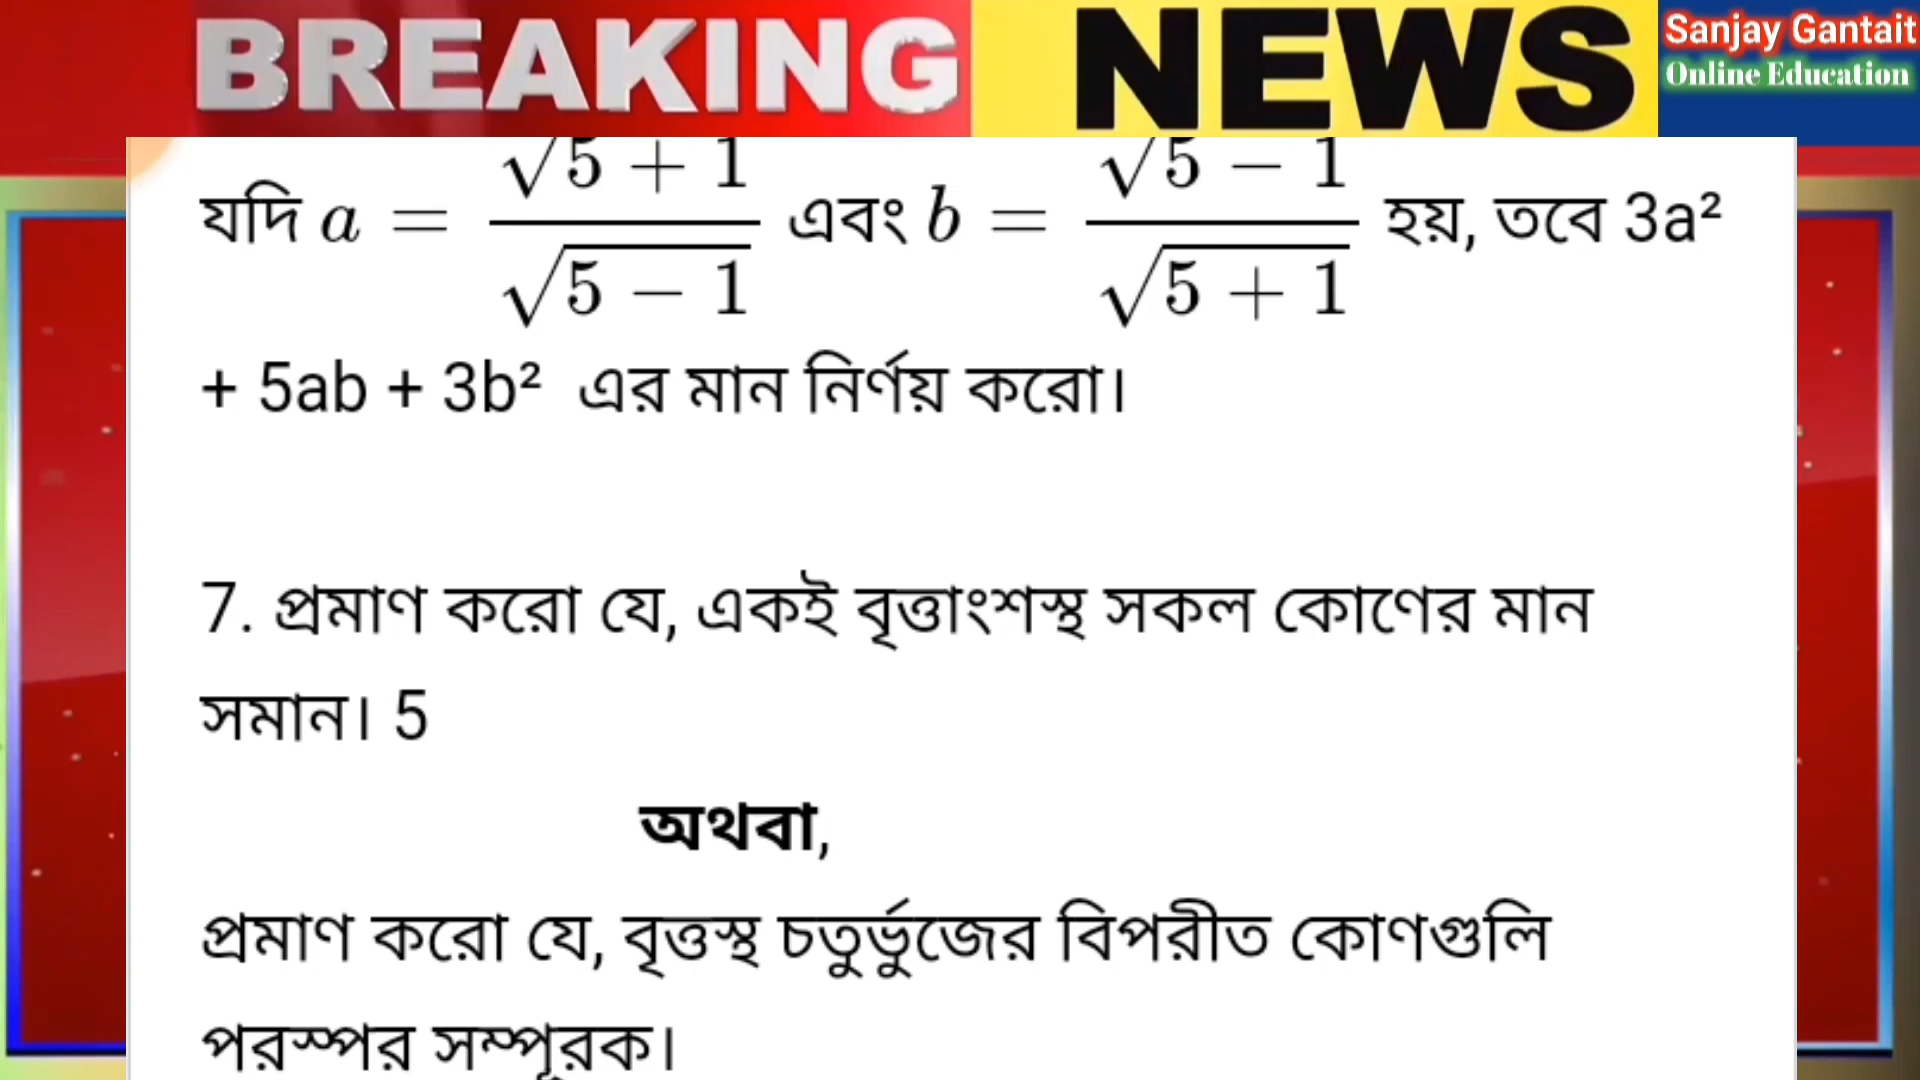 BREAKING NEWS
Sanjay Gantait
Online Education
যদি a = √5 + 1 / √5 − 1 এবং b = √5 − 1 / √5 + 1 হয়, তবে 3a²
+ 5ab + 3b² এর মান নির্ণয় করো।
7. প্রমাণ করো যে, একই বৃত্তাংশস্থ সকল কোণের মান
সমান। 5
অথবা,
প্রমাণ করো যে, বৃত্তস্থ চতুর্ভুজের বিপরীত কোণগুলি
পরস্পর সম্পূরক।